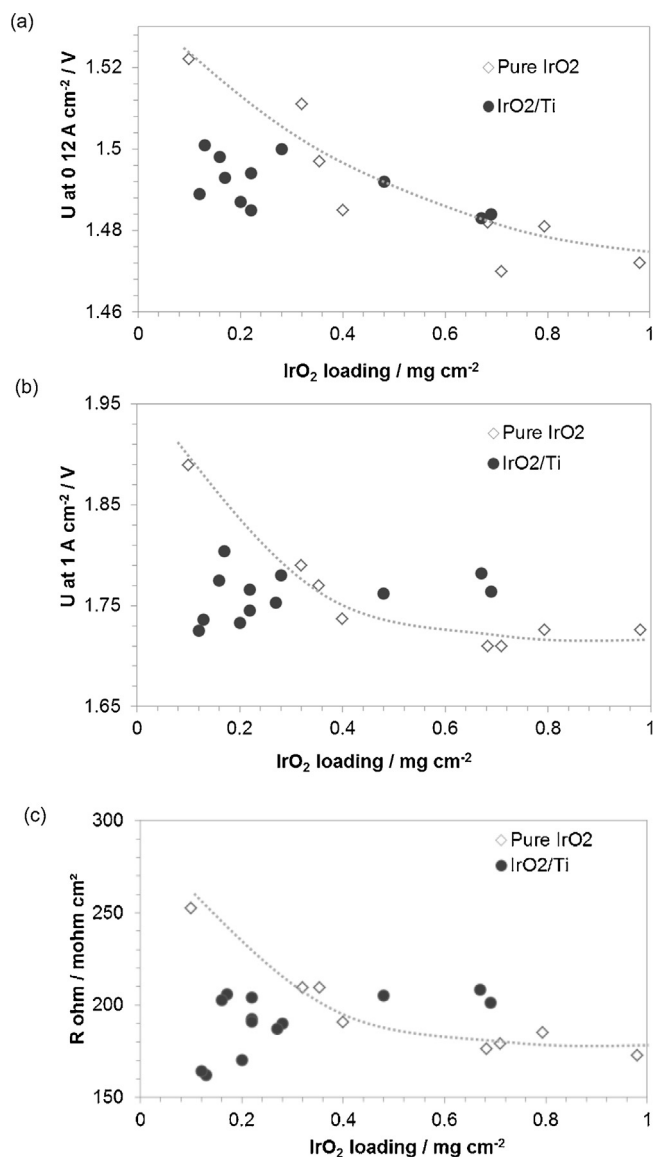 (a)
1.52
1.5
1.48
1.46
U at 0 12 A cm⁻² / V
Pure IrO2
IrO2/Ti
0 0.2 0.4 0.6 0.8 1
IrO₂ loading / mg cm⁻²
(b)
1.95
1.85
1.75
1.65
U at 1 A cm⁻² / V
Pure IrO2
IrO2/Ti
0 0.2 0.4 0.6 0.8 1
IrO₂ loading / mg cm⁻²
(c)
300
250
200
150
R ohm / mohm cm²
Pure IrO2
IrO2/Ti
0 0.2 0.4 0.6 0.8 1
IrO₂ loading / mg cm⁻²